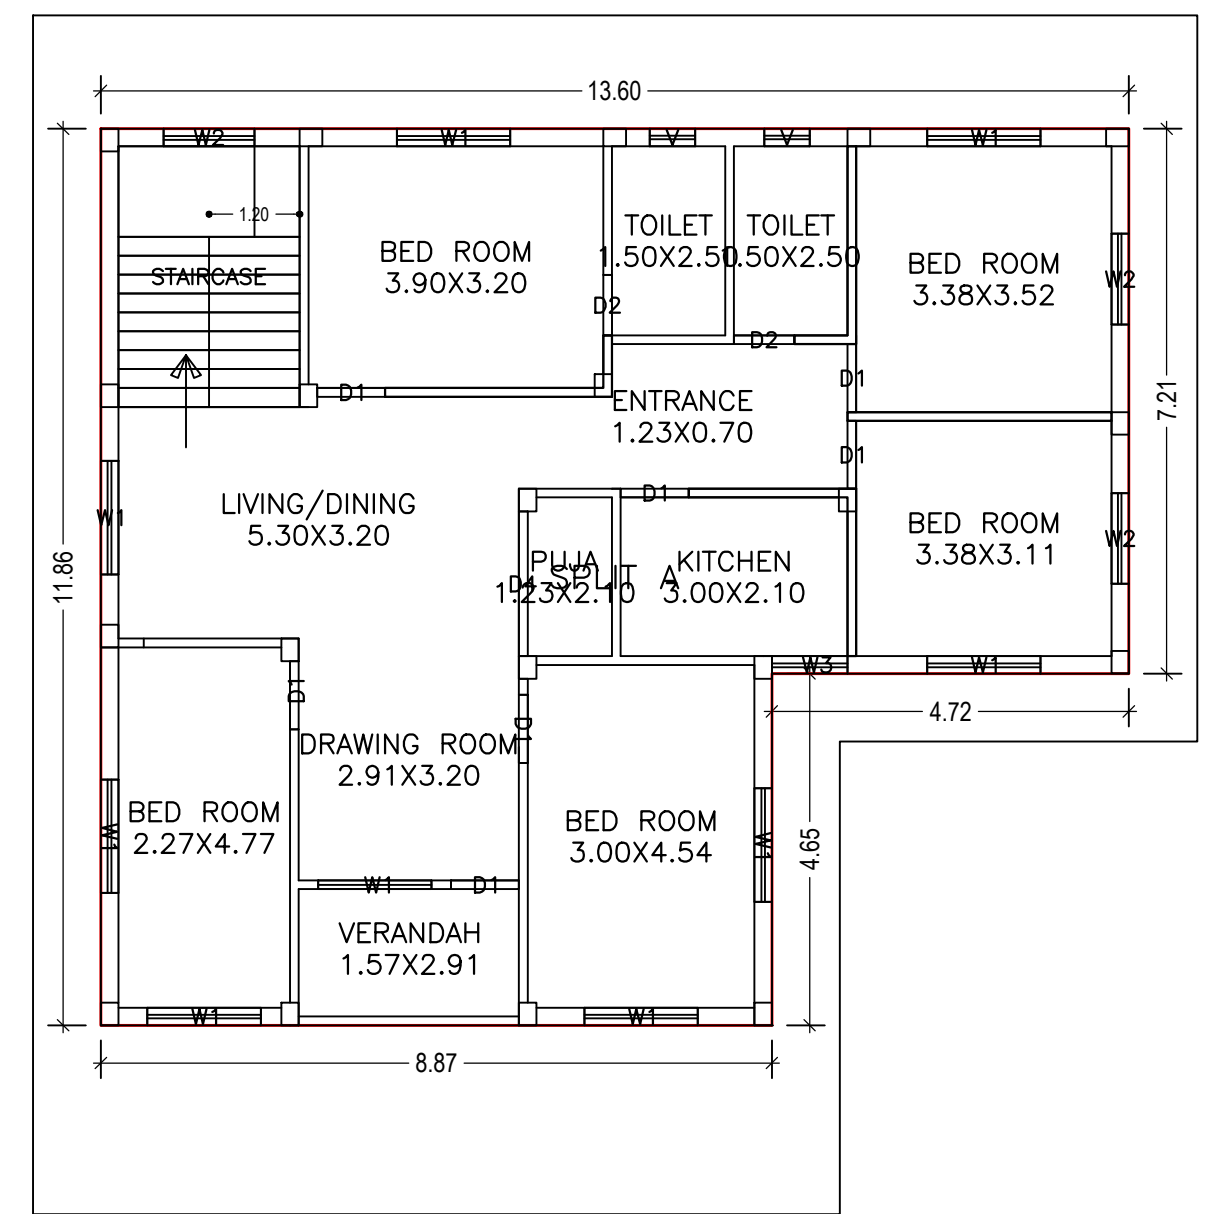 13.60
W2
W1
V
V
W1
1.20
TOILET
1.50X2.50
TOILET
1.50X2.50
BED ROOM
3.90X3.20
BED ROOM
3.38X3.52
STAIRCASE
W2
D2
D2
D1
D1
ENTRANCE
1.23X0.70
7.21
D1
D1
LIVING/DINING
5.30X3.20
W1
BED ROOM
3.38X3.11
W2
11.86
PUJA
1.23X2.10
SPLIT A
KITCHEN
3.00X2.10
W3
W1
D1
D1
4.72
DRAWING ROOM
2.91X3.20
BED ROOM
2.27X4.77
W1
BED ROOM
3.00X4.54
W1
4.65
W1
D1
VERANDAH
1.57X2.91
W1
W1
8.87